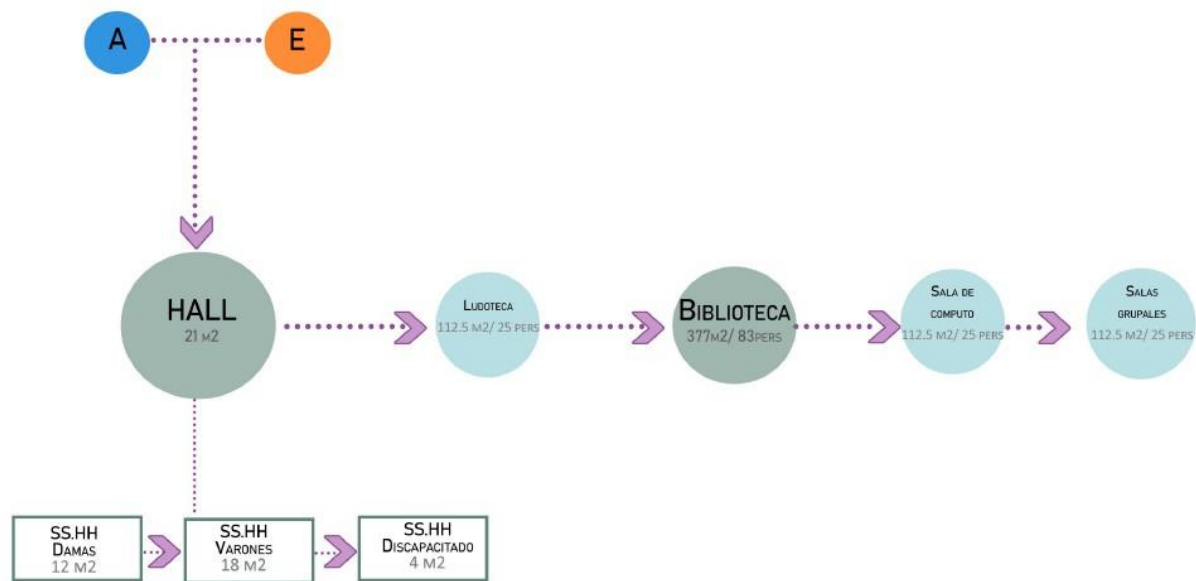 A
E
HALL
21 M2
LUDOTECA
112.5 M2/ 25 PERS
BIBLIOTECA
377M2/ 83PERS
SALA DE
COMPUTO
112.5 M2/ 25 PERS
SALAS
GRUPALES
112.5 M2/ 25 PERS
SS.HH
DAMAS
12 M2
SS.HH
VARONES
18 M2
SS.HH
DISCAPACITADO
4 M2